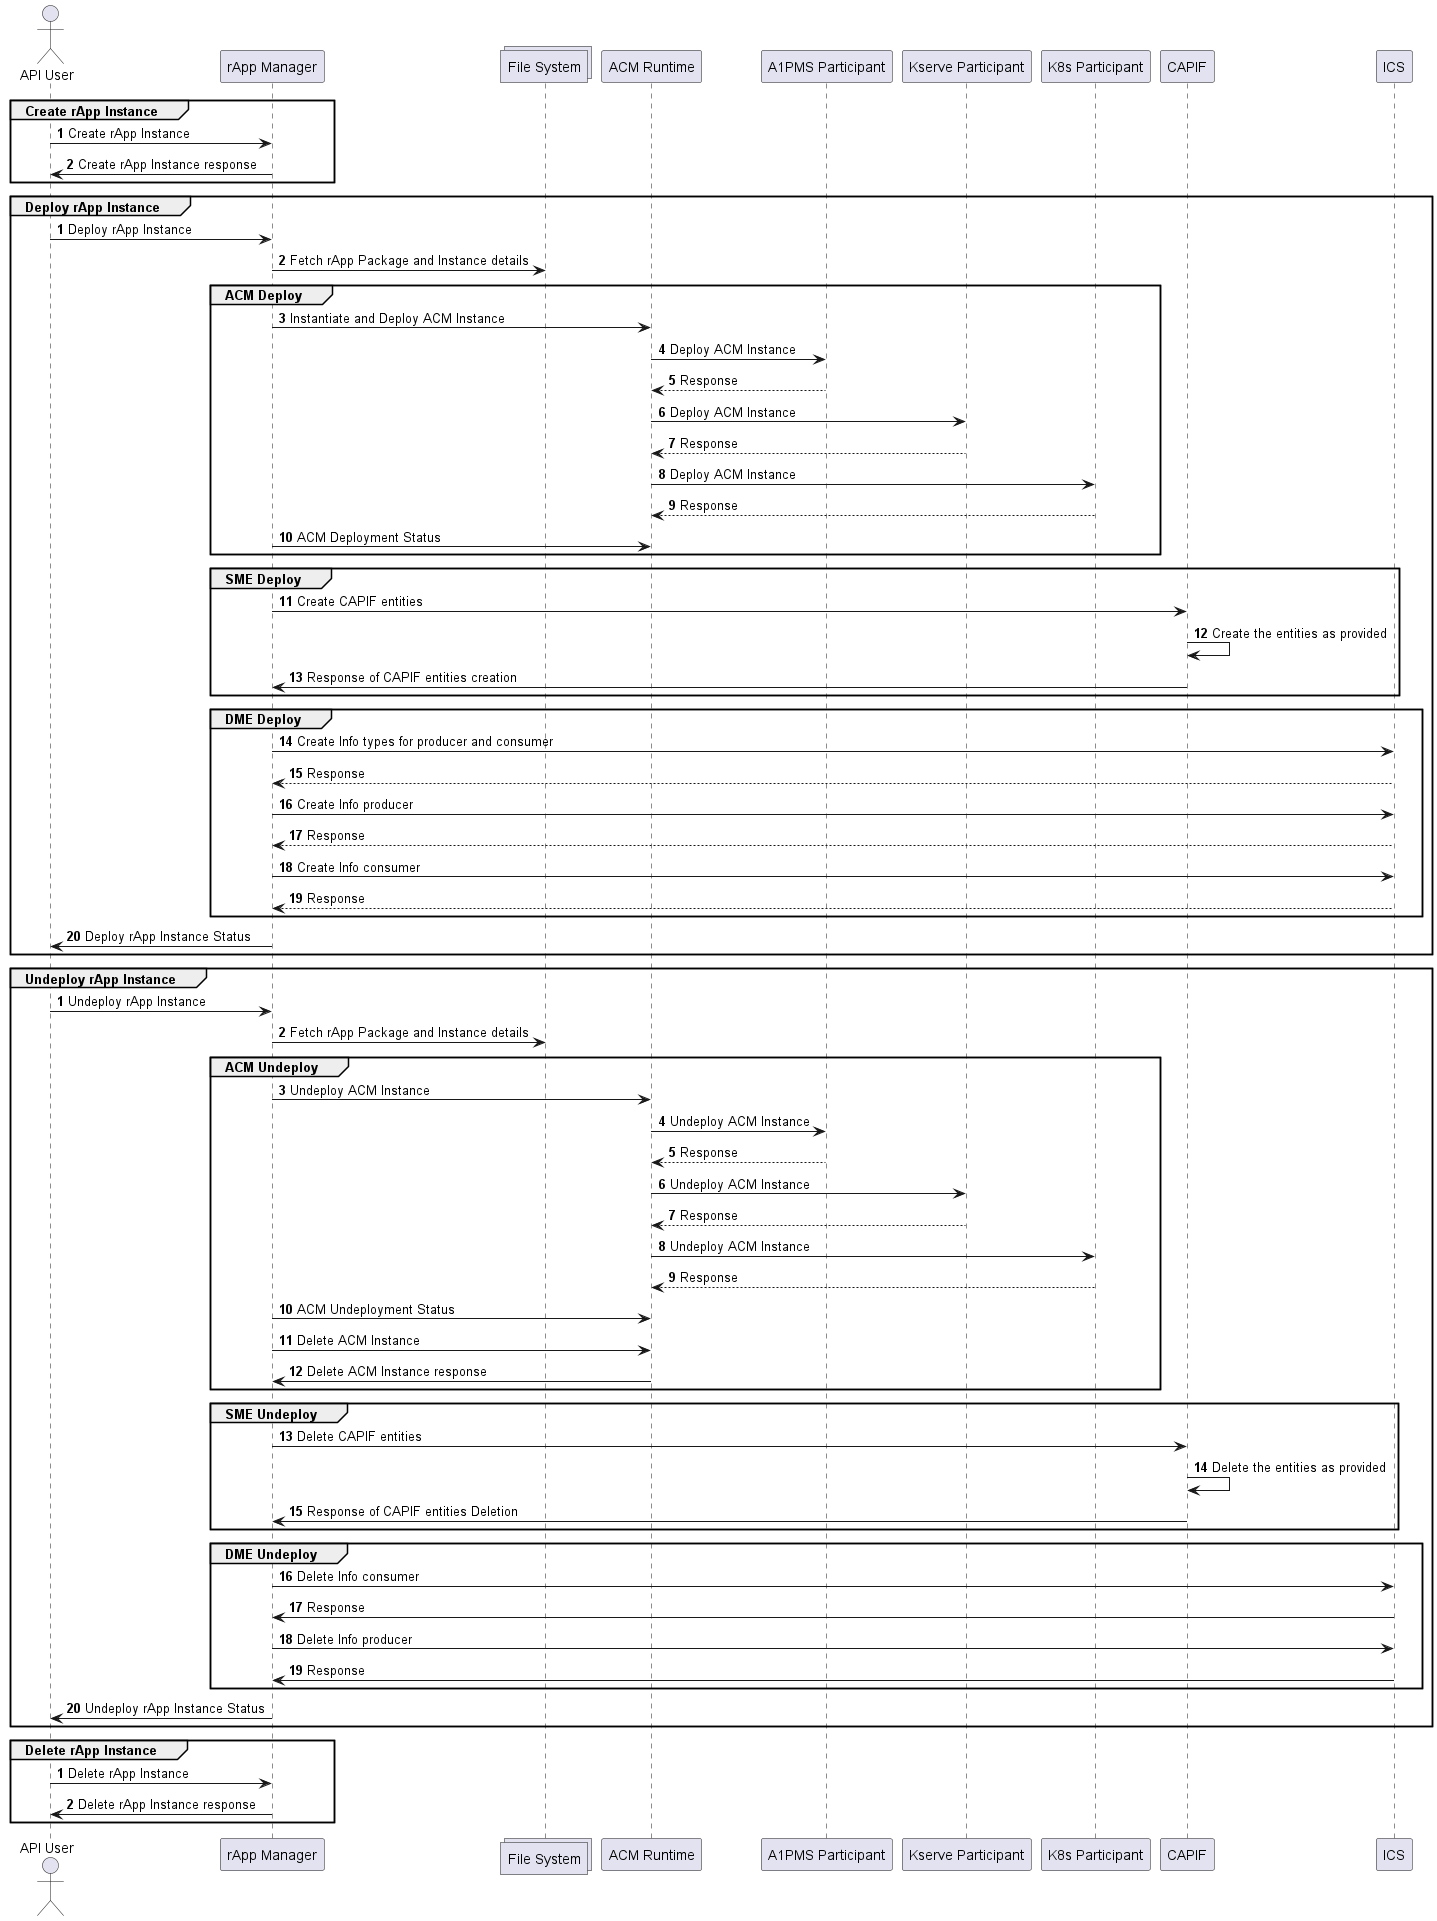 API User
rApp Manager
File System
ACM Runtime
A1PMS Participant
Kserve Participant
K8s Participant
CAPIF
ICS
Create rApp Instance
1 Create rApp Instance
2 Create rApp Instance response
Deploy rApp Instance
1 Deploy rApp Instance
2 Fetch rApp Package and Instance details
ACM Deploy
3 Instantiate and Deploy ACM Instance
4 Deploy ACM Instance
5 Response
6 Deploy ACM Instance
7 Response
8 Deploy ACM Instance
9 Response
10 ACM Deployment Status
SME Deploy
11 Create CAPIF entities
12 Create the entities as provided
13 Response of CAPIF entities creation
DME Deploy
14 Create Info types for producer and consumer
15 Response
16 Create Info producer
17 Response
18 Create Info consumer
19 Response
20 Deploy rApp Instance Status
Undeploy rApp Instance
1 Undeploy rApp Instance
2 Fetch rApp Package and Instance details
ACM Undeploy
3 Undeploy ACM Instance
4 Undeploy ACM Instance
5 Response
6 Undeploy ACM Instance
7 Response
8 Undeploy ACM Instance
9 Response
10 ACM Undeployment Status
11 Delete ACM Instance
12 Delete ACM Instance response
SME Undeploy
13 Delete CAPIF entities
14 Delete the entities as provided
15 Response of CAPIF entities Deletion
DME Undeploy
16 Delete Info consumer
17 Response
18 Delete Info producer
19 Response
20 Undeploy rApp Instance Status
Delete rApp Instance
1 Delete rApp Instance
2 Delete rApp Instance response
API User
rApp Manager
File System
ACM Runtime
A1PMS Participant
Kserve Participant
K8s Participant
CAPIF
ICS